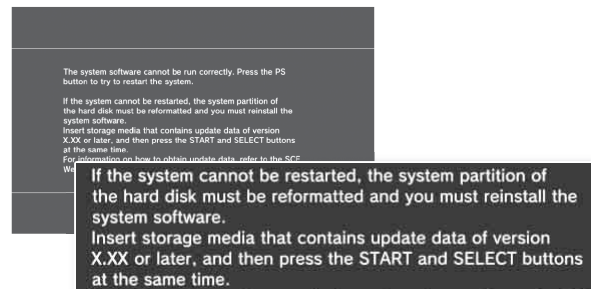 The system software cannot be run correctly. Press the PS
button to try to restart the system.
If the system cannot be restarted, the system partition of
the hard disk must be reformatted and you must reinstall the
system software.
Insert storage media that contains update data of version
X.XX or later, and then press the START and SELECT buttons
at the same time.
For information on how to obtain update data, refer to the SCE
We
If the system cannot be restarted, the system partition of
the hard disk must be reformatted and you must reinstall the
system software.
Insert storage media that contains update data of version
X.XX or later, and then press the START and SELECT buttons
at the same time.